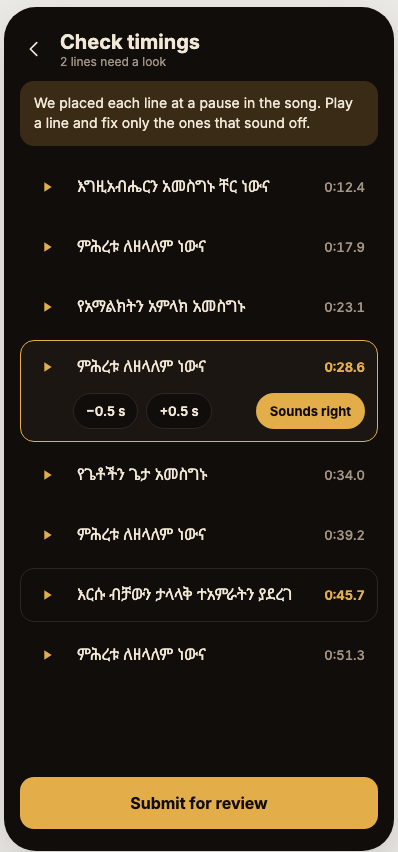 Check timings
2 lines need a look
We placed each line at a pause in the song. Play
a line and fix only the ones that sound off.
እግዚአብሔርን አመስግኑ ቸር ነውና
0:12.4
ምሕረቱ ለዘላለም ነውና
0:17.9
የአማልክትን አምላክ አመስግኑ
0:23.1
ምሕረቱ ለዘላለም ነውና
0:28.6
−0.5 s
+0.5 s
Sounds right
የጌቶችን ጌታ አመስግኑ
0:34.0
ምሕረቱ ለዘላለም ነውና
0:39.2
እርሱ ብቻውን ታላላቅ ተአምራትን ያደረገ
0:45.7
ምሕረቱ ለዘላለም ነውና
0:51.3
Submit for review